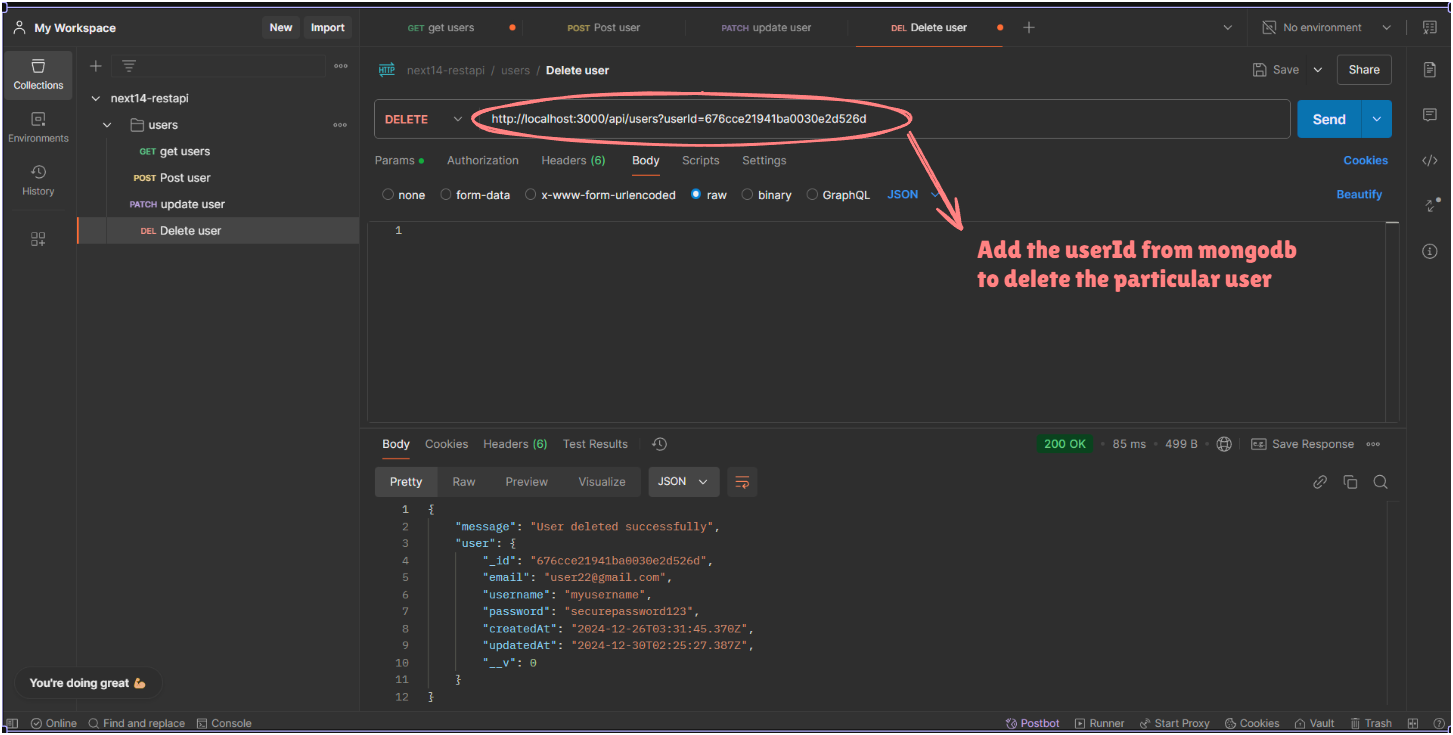 My Workspace
New
Import
GET get users
POST Post user
PATCH update user
DEL Delete user
No environment
Collections
Environments
History
next14-restapi
users
GET get users
POST Post user
PATCH update user
DEL Delete user
HTTP next14-restapi / users / Delete user
Save
Share
DELETE
http://localhost:3000/api/users?userId=676cce21941ba0030e2d526d
Send
Params
Authorization
Headers (6)
Body
Scripts
Settings
Cookies
none
form-data
x-www-form-urlencoded
raw
binary
GraphQL
JSON
Beautify
1
Add the userId from mongodb
to delete the particular user
Body
Cookies
Headers (6)
Test Results
200 OK
85 ms
499 B
e.g. Save Response
Pretty
Raw
Preview
Visualize
JSON
1 {
2 "message": "User deleted successfully",
3 "user": {
4 "_id": "676cce21941ba0030e2d526d",
5 "email": "user22@gmail.com",
6 "username": "myusername",
7 "password": "securepassword123",
8 "createdAt": "2024-12-26T03:31:45.370Z",
9 "updatedAt": "2024-12-30T02:25:27.387Z",
10 "__v": 0
11 }
12 }
You're doing great 💪
Online
Find and replace
Console
Postbot
Runner
Start Proxy
Cookies
Vault
Trash